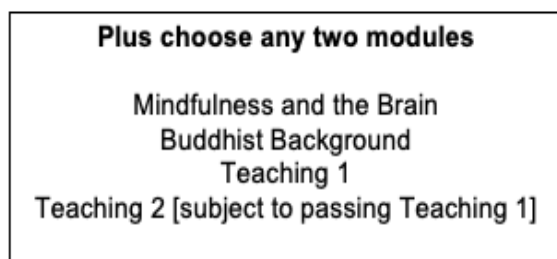 Plus choose any two modules
Mindfulness and the Brain
Buddhist Background
Teaching 1
Teaching 2 [subject to passing Teaching 1]